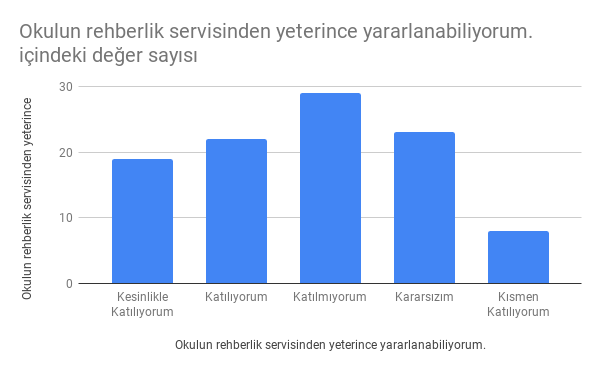 Okulun rehberlik servisinden yeterince yararlanabiliyorum.
içindeki değer sayısı
Okulun rehberlik servisinden yeterince
30
20
10
0
Kesinlikle
Katılıyorum
Katılıyorum
Katılmıyorum
Kararsızım
Kısmen
Katılıyorum
Okulun rehberlik servisinden yeterince yararlanabiliyorum.